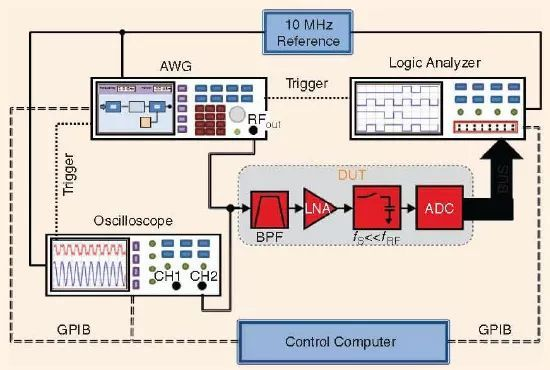 10 MHz
Reference
AWG
Logic Analyzer
Trigger
RFout
Trigger
DUT
BUS
LNA
ADC
BPF
fS<<fRF
Oscilloscope
CH1 CH2
GPIB
GPIB
Control Computer